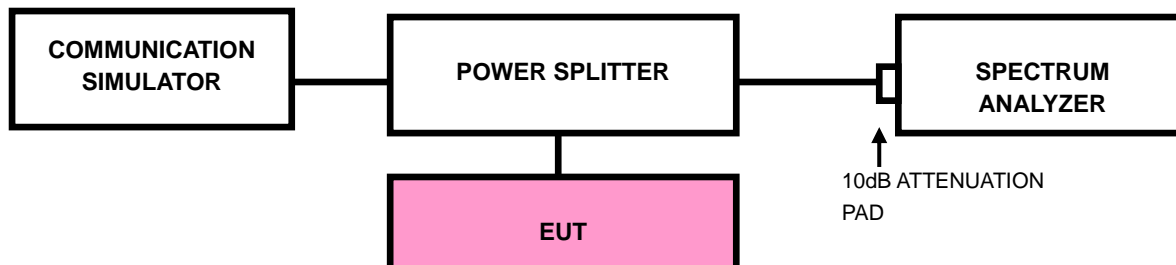 COMMUNICATION
SIMULATOR
POWER SPLITTER
SPECTRUM
ANALYZER
10dB ATTENUATION
PAD
EUT